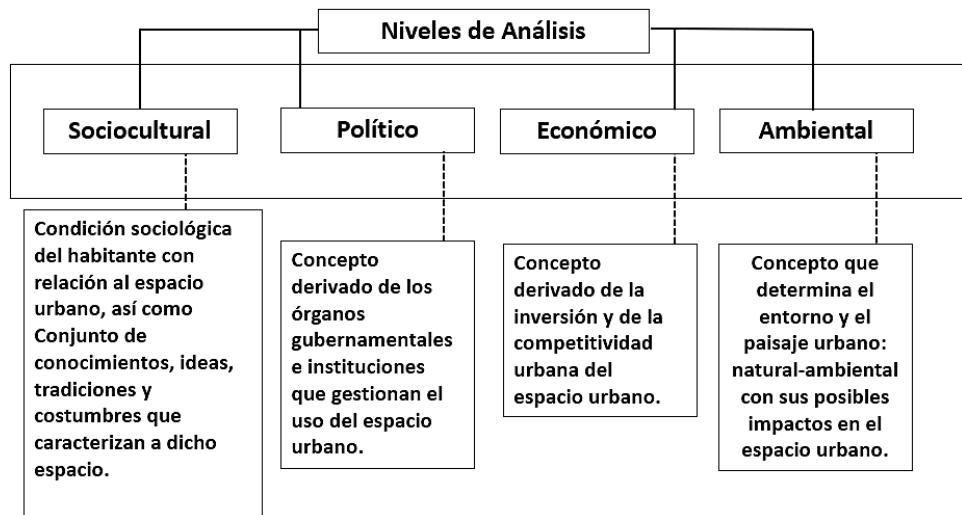 Niveles de Análisis
Sociocultural
Político
Económico
Ambiental
Condición sociológica
del habitante con
relación al espacio
urbano, así como
Conjunto de
conocimientos, ideas,
tradiciones y
costumbres que
caracterizan a dicho
espacio.
Concepto
derivado de los
órganos
gubernamentales
e instituciones
que gestionan el
uso del espacio
urbano.
Concepto
derivado de la
inversión y de la
competitividad
urbana del
espacio urbano.
Concepto que
determina el
entorno y el
paisaje urbano:
natural-ambiental
con sus posibles
impactos en el
espacio urbano.